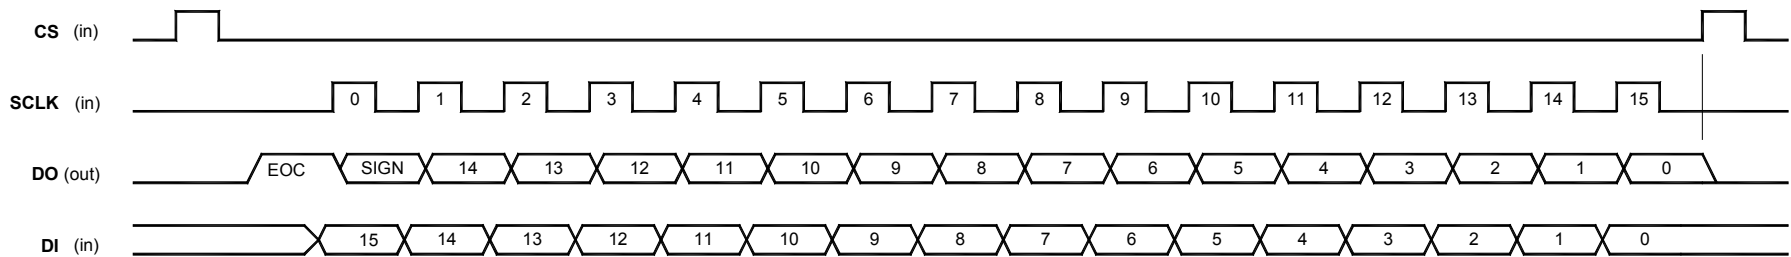 CS (in)
SCLK (in) 0 1 2 3 4 5 6 7 8 9 10 11 12 13 14 15
DO (out) EOC SIGN 14 13 12 11 10 9 8 7 6 5 4 3 2 1 0
DI (in) 15 14 13 12 11 10 9 8 7 6 5 4 3 2 1 0